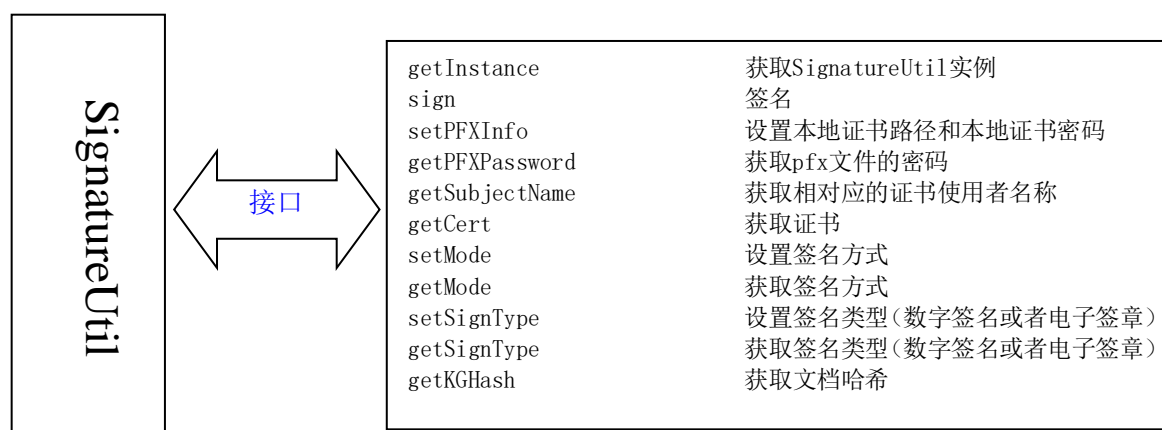 SignatureUtil
接口
getInstance 获取SignatureUtil实例
sign 签名
setPFXInfo 设置本地证书路径和本地证书密码
getPFXPassword 获取pfx文件的密码
getSubjectName 获取相对应的证书使用者名称
getCert 获取证书
setMode 设置签名方式
getMode 获取签名方式
setSignType 设置签名类型(数字签名或者电子签章)
getSignType 获取签名类型(数字签名或者电子签章)
getKGHash 获取文档哈希